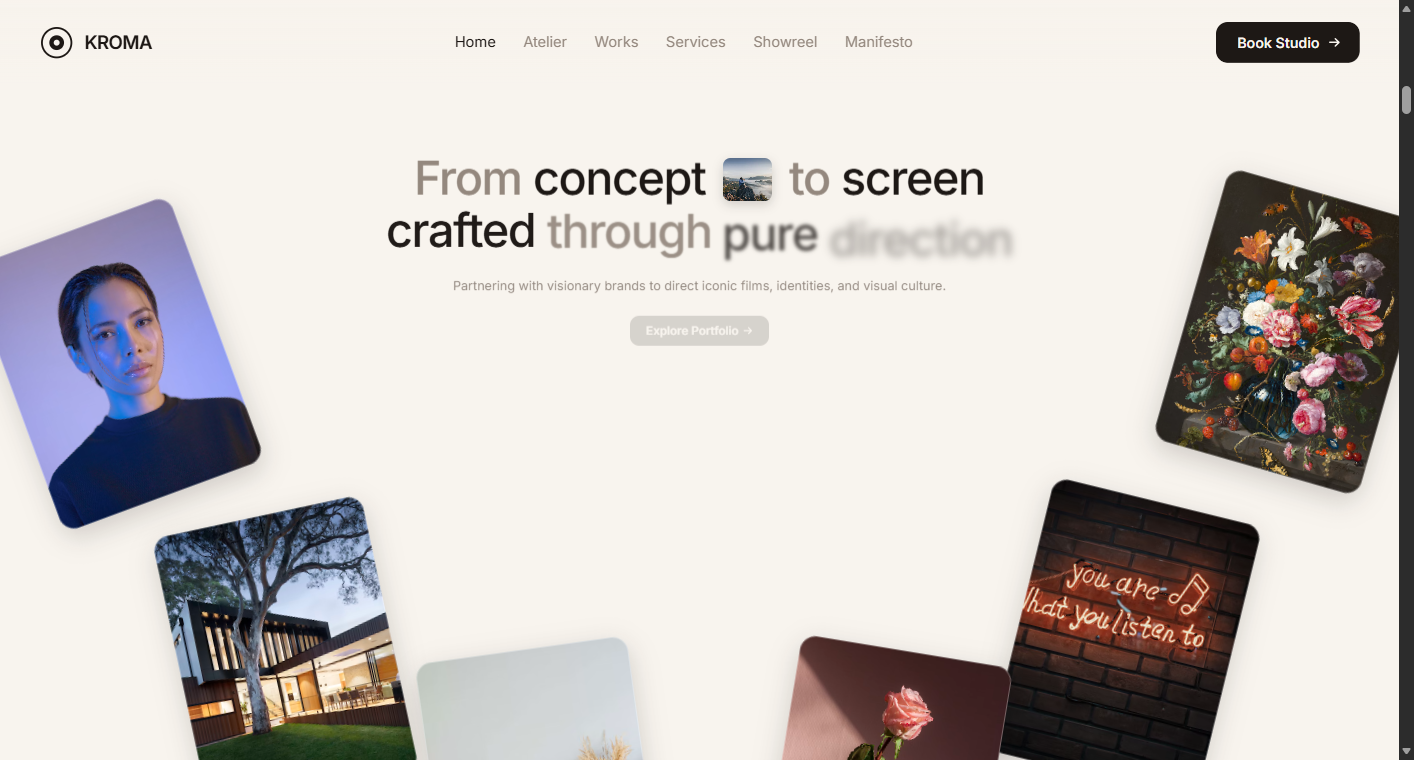 KROMA
Home Atelier Works Services Showreel Manifesto
Book Studio →
From concept to screen
crafted through pure direction
Partnering with visionary brands to direct iconic films, identities, and visual culture.
Explore Portfolio →
you are
What you listen to